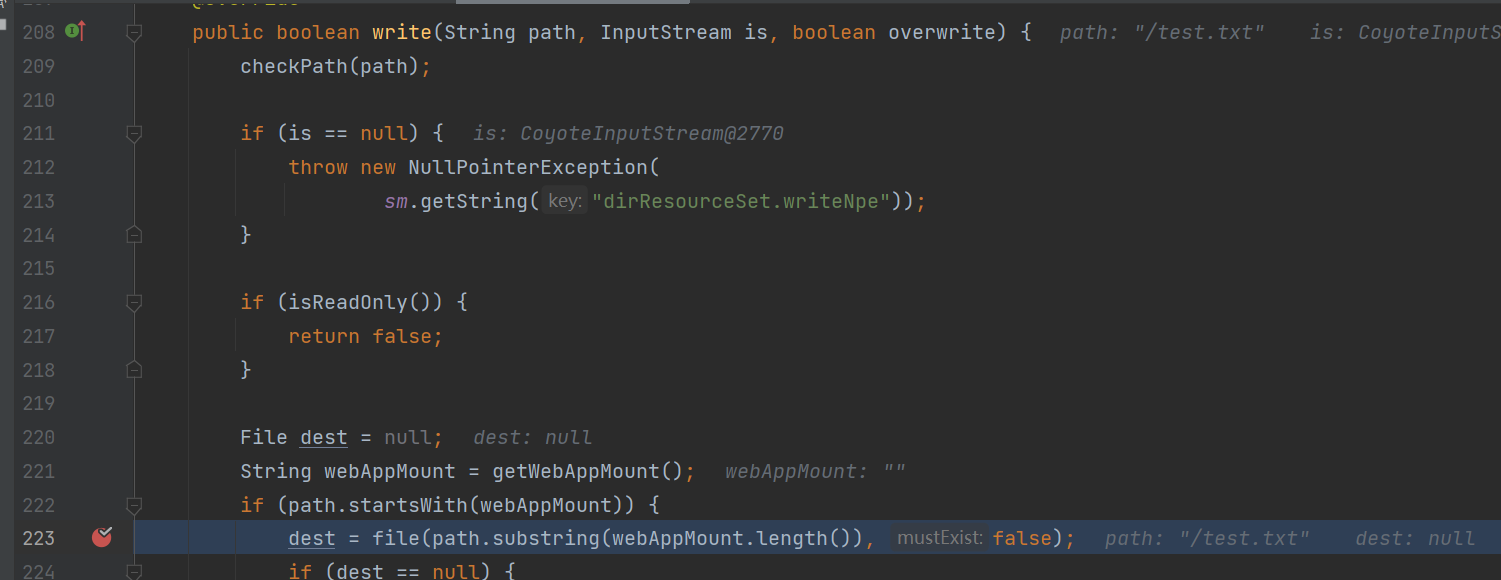 @Override
208 public boolean write(String path, InputStream is, boolean overwrite) { path: "/test.txt" is: CoyoteInputS
209 checkPath(path);
210
211 if (is == null) { is: CoyoteInputStream@2770
212 throw new NullPointerException(
213 sm.getString( key: "dirResourceSet.writeNpe"));
214 }
215
216 if (isReadOnly()) {
217 return false;
218 }
219
220 File dest = null; dest: null
221 String webAppMount = getWebAppMount(); webAppMount: ""
222 if (path.startsWith(webAppMount)) {
223 dest = file(path.substring(webAppMount.length()), mustExist: false); path: "/test.txt" dest: null
224 if (dest == null) {